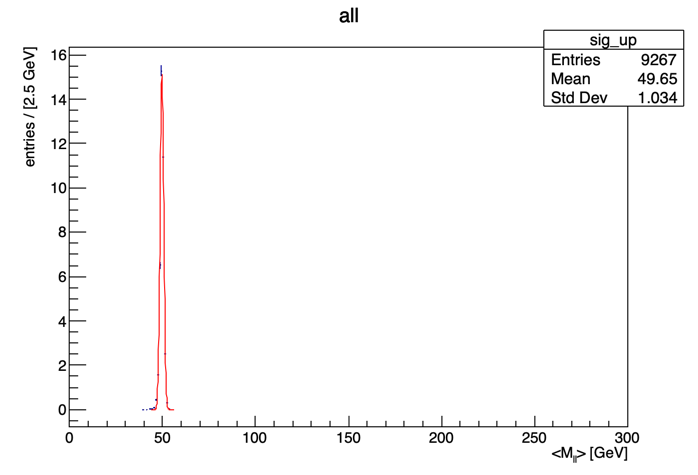 all
sig_up
Entries 9267
Mean 49.65
Std Dev 1.034
entries / [2.5 GeV]
16
14
12
10
8
6
4
2
0
0 50 100 150 200 250 300
<M_ll> [GeV]